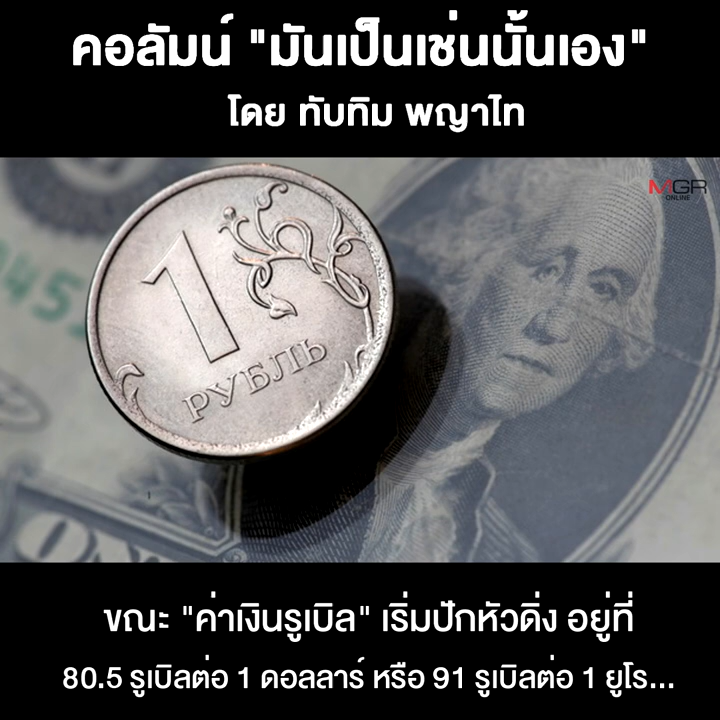 คอลัมน์ "มันเป็นเช่นนั้นเอง"
โดย ทับทิม พญาไท
MGR
ONLINE
1
РУБЛЬ
ON
ขณะ "ค่าเงินรูเบิล" เริ่มปักหัวดิ่ง อยู่ที่
80.5 รูเบิลต่อ 1 ดอลลาร์ หรือ 91 รูเบิลต่อ 1 ยูโร...